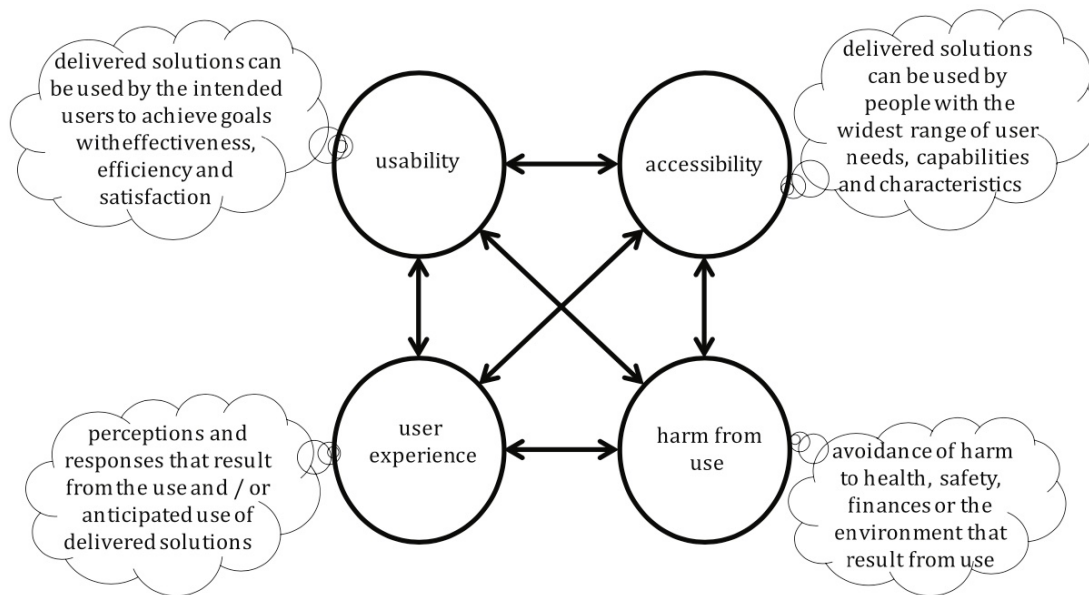 delivered solutions can
be used by the intended
users to achieve goals
with effectiveness,
efficiency and
satisfaction
usability
accessibility
delivered solutions
can be used by
people with the
widest range of user
needs, capabilities
and characteristics
perceptions and
responses that result
from the use and / or
anticipated use of
delivered solutions
user
experience
harm from
use
avoidance of harm
to health, safety,
finances or the
environment that
result from use